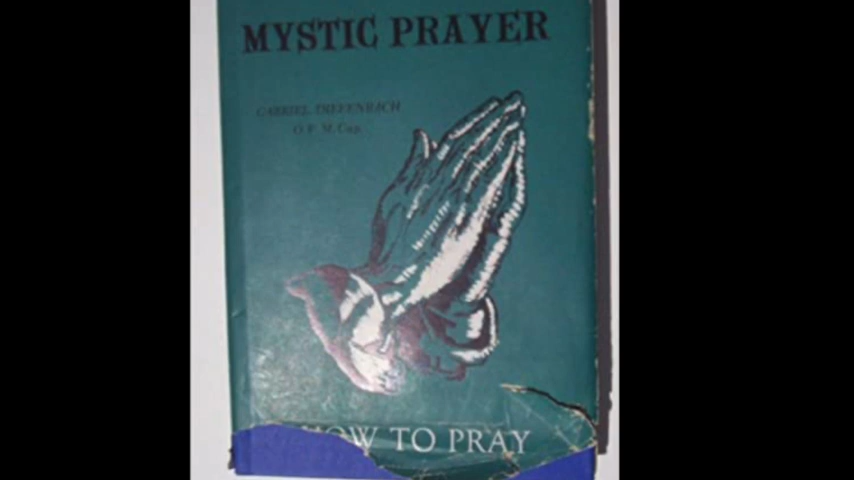 MYSTIC PRAYER
GABRIEL DIEFENBACH
O. F. M. Cap.
HOW TO PRAY